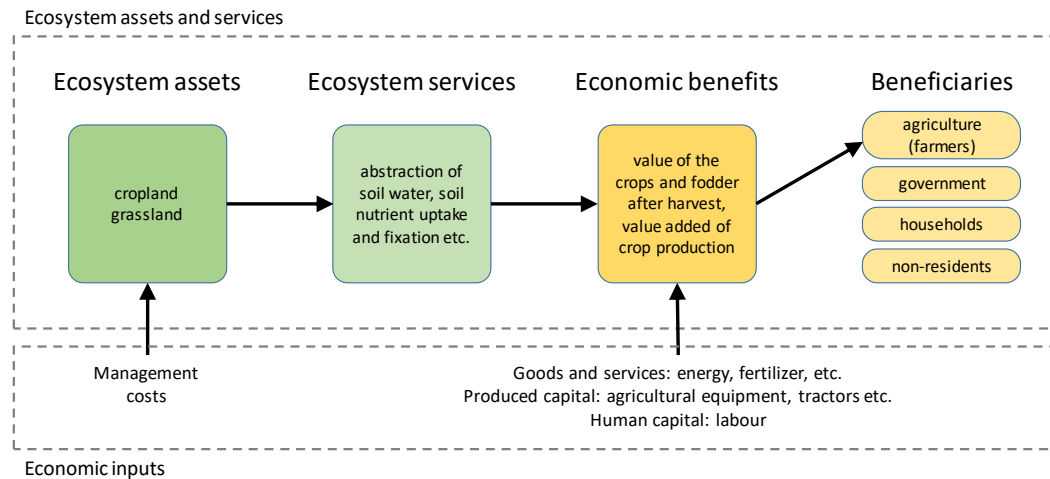 Ecosystem assets and services
Ecosystem assets
Ecosystem services
Economic benefits
Beneficiaries
cropland
grassland
abstraction of
soil water, soil
nutrient uptake
and fixation etc.
value of the
crops and fodder
after harvest,
value added of
crop production
agriculture
(farmers)
government
households
non-residents
Management
costs
Goods and services: energy, fertilizer, etc.
Produced capital: agricultural equipment, tractors etc.
Human capital: labour
Economic inputs